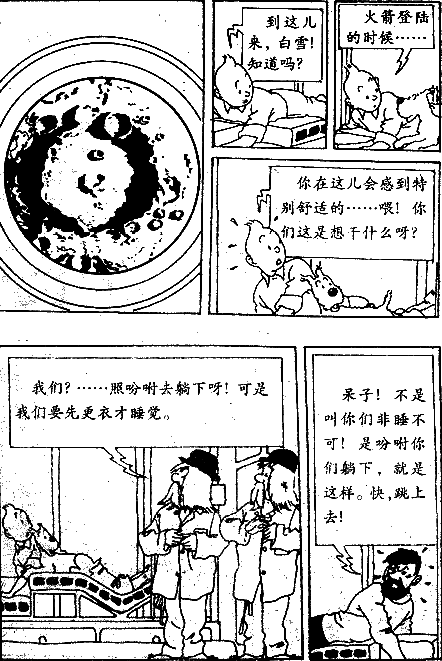 到这儿
来，白雪！
知道吗？
火箭登陆
的时候……
你在这儿会感到特
别舒适的……喂！你
们这是想干什么呀？
我们？……照吩咐去躺下呀！可是
我们要先更衣才睡觉。
呆子！不是
叫你们非睡不
可！是吩咐你
们躺下，就是
这样。快，跳上
去！